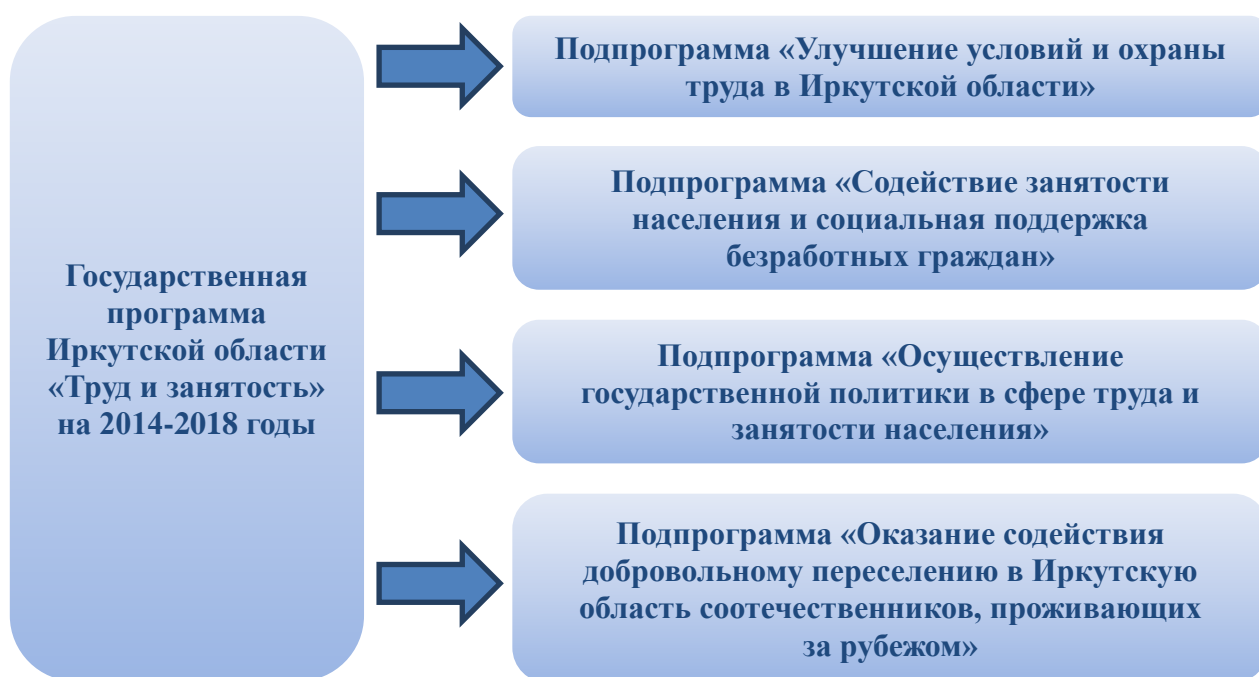 Государственная
программа
Иркутской области
«Труд и занятость»
на 2014-2018 годы
Подпрограмма «Улучшение условий и охраны
труда в Иркутской области»
Подпрограмма «Содействие занятости
населения и социальная поддержка
безработных граждан»
Подпрограмма «Осуществление
государственной политики в сфере труда и
занятости населения»
Подпрограмма «Оказание содействия
добровольному переселению в Иркутскую
область соотечественников, проживающих
за рубежом»